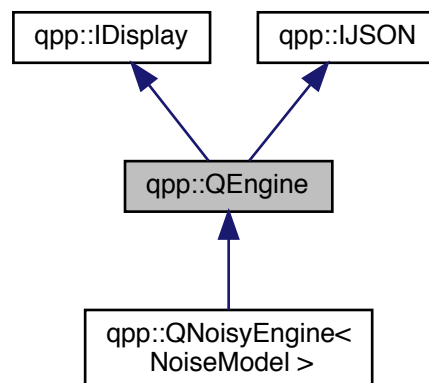 qpp::IDisplay
qpp::IJSON
qpp::QEngine
qpp::QNoisyEngine<
NoiseModel >